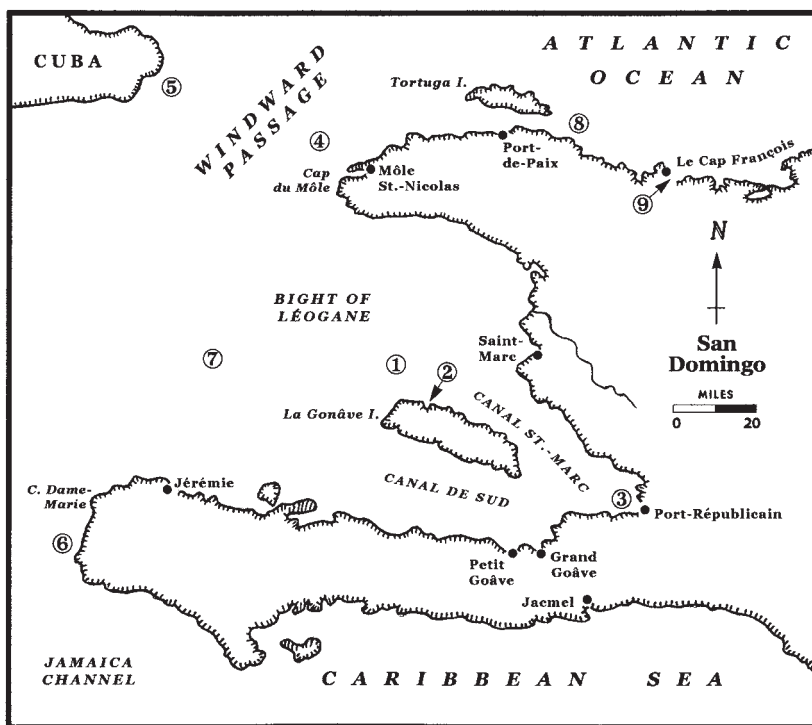 ATLANTIC
OCEAN
CUBA
⑤
WINDWARD
PASSAGE
Tortuga I.
④
⑧
Port-
de-Paix
Cap
du Môle
Môle
St.-Nicolas
Le Cap François
⑨
N
BIGHT OF
LÉOGANE
San
Domingo
MILES
0 20
Saint-
Marc
⑦
①
②
La Gonâve I.
CANAL ST.-MARC
CANAL DE SUD
C. Dame-
Marie
Jérémie
③
Port-Républicain
⑥
Petit
Goâve
Grand
Goâve
Jacmel
JAMAICA
CHANNEL
CARIBBEAN SEA